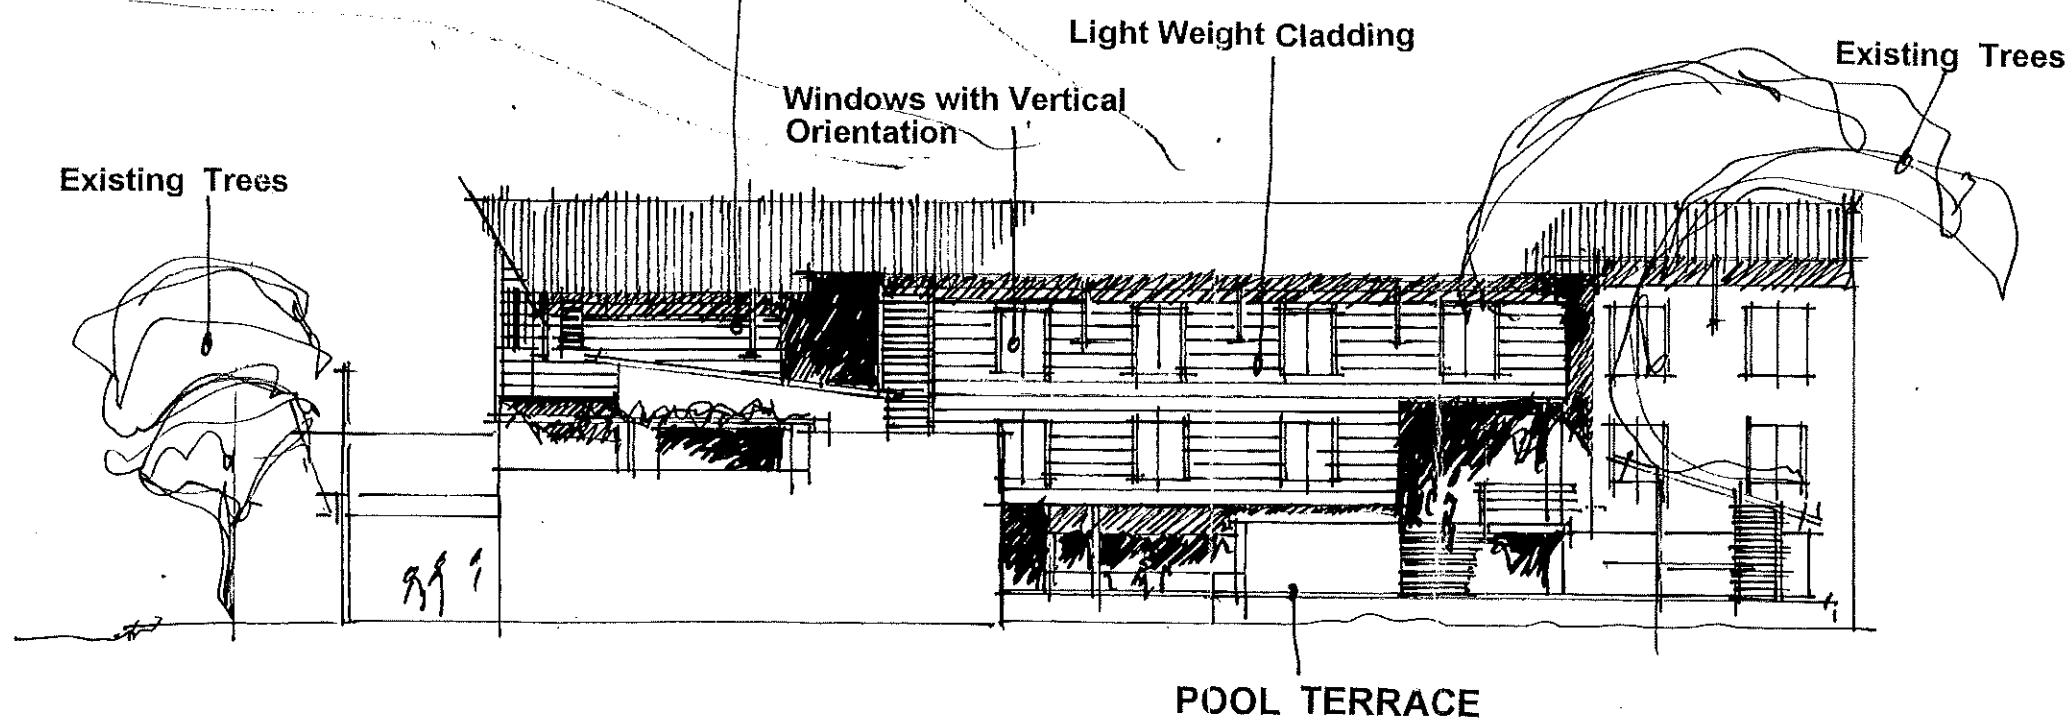 Light Weight Cladding
Existing Trees
Windows with Vertical
Orientation
Existing Trees
POOL TERRACE